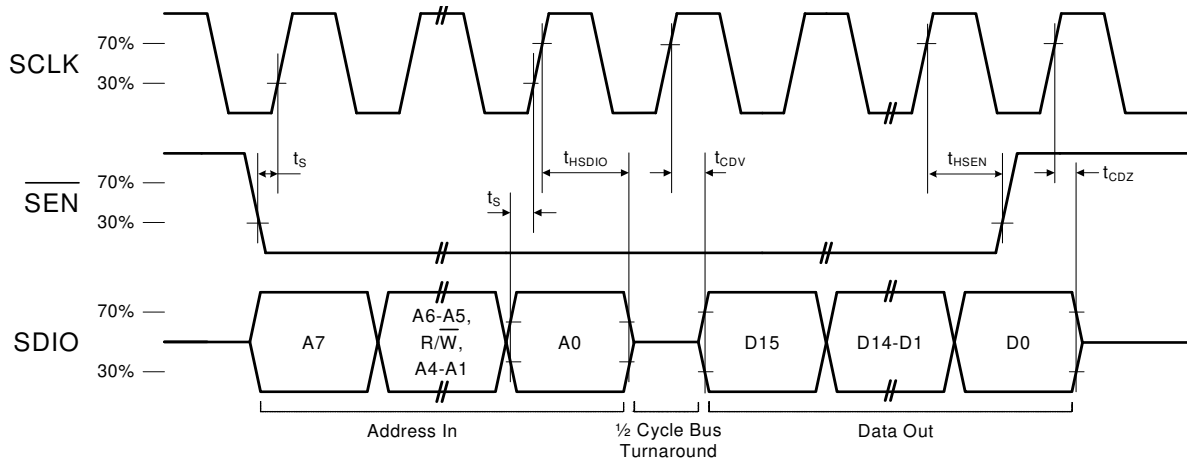 SCLK
70%
30%
tS
tHSDIO
tCDV
tHSEN
tCDZ
SEN
70%
30%
tS
SDIO
70%
30%
A7
A6-A5,
R/W,
A4-A1
A0
D15
D14-D1
D0
Address In
½ Cycle Bus
Turnaround
Data Out